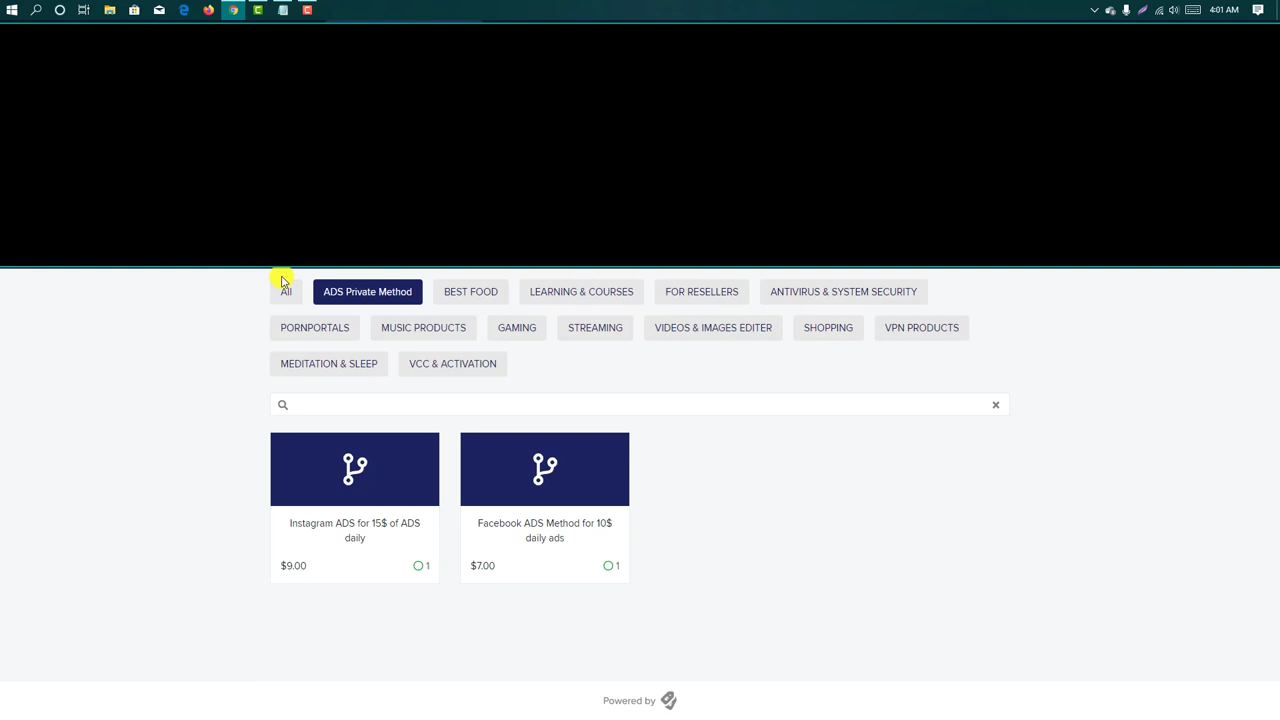 4:01 AM
All
ADS Private Method
BEST FOOD
LEARNING & COURSES
FOR RESELLERS
ANTIVIRUS & SYSTEM SECURITY
PORNPORTALS
MUSIC PRODUCTS
GAMING
STREAMING
VIDEOS & IMAGES EDITER
SHOPPING
VPN PRODUCTS
MEDITATION & SLEEP
VCC & ACTIVATION
Instagram ADS for 15$ of ADS
daily
$9.00
1
Facebook ADS Method for 10$
daily ads
$7.00
1
Powered by